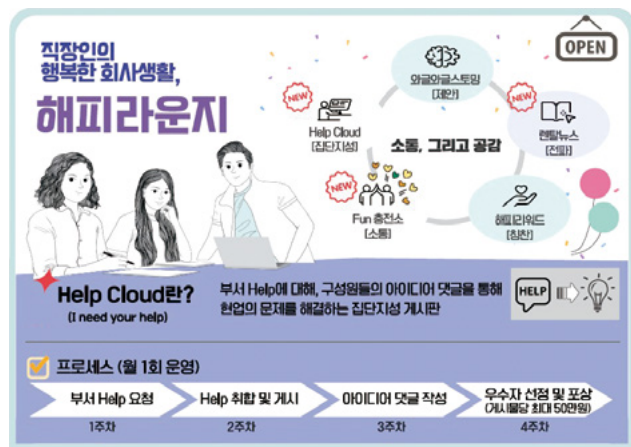 직장인의
행복한 회사생활,
해피라운지
OPEN
와글와글스토밍
[제안]
NEW
Help Cloud
[집단지성]
NEW
렌탈뉴스
[전파]
소통, 그리고 공감
NEW
Fun 충전소
[소통]
해피리워드
[칭찬]
Help Cloud란?
(I need your help)
부서 Help에 대해, 구성원들의 아이디어 댓글을 통해
현업의 문제를 해결하는 집단지성 게시판
HELP
프로세스 (월 1회 운영)
부서 Help 요청
Help 취합 및 게시
아이디어 댓글 작성
우수자 선정 및 포상
(게시물당 최대 50만원)
1주차
2주차
3주차
4주차